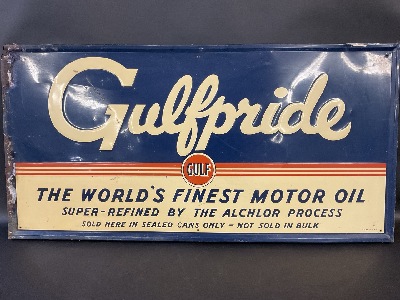 Gulfpride
GULF
THE WORLD'S FINEST MOTOR OIL
SUPER-REFINED BY THE ALCHLOR PROCESS
SOLD HERE IN SEALED CANS ONLY - NOT SOLD IN BULK